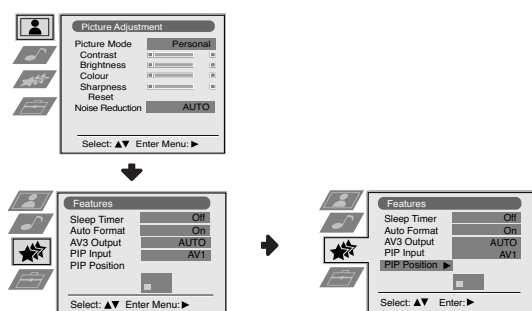 Picture Adjustment
Picture Mode Personal
Contrast
Brightness
Colour
Sharpness
Reset
Noise Reduction AUTO
Select: ▲▼ Enter Menu: ►
Features
Sleep Timer Off
Auto Format On
AV3 Output AUTO
PIP Input AV1
PIP Position
Select: ▲▼ Enter Menu: ►
Features
Sleep Timer Off
Auto Format On
AV3 Output AUTO
PIP Input AV1
PIP Position ►
Select: ▲▼ Enter: ►